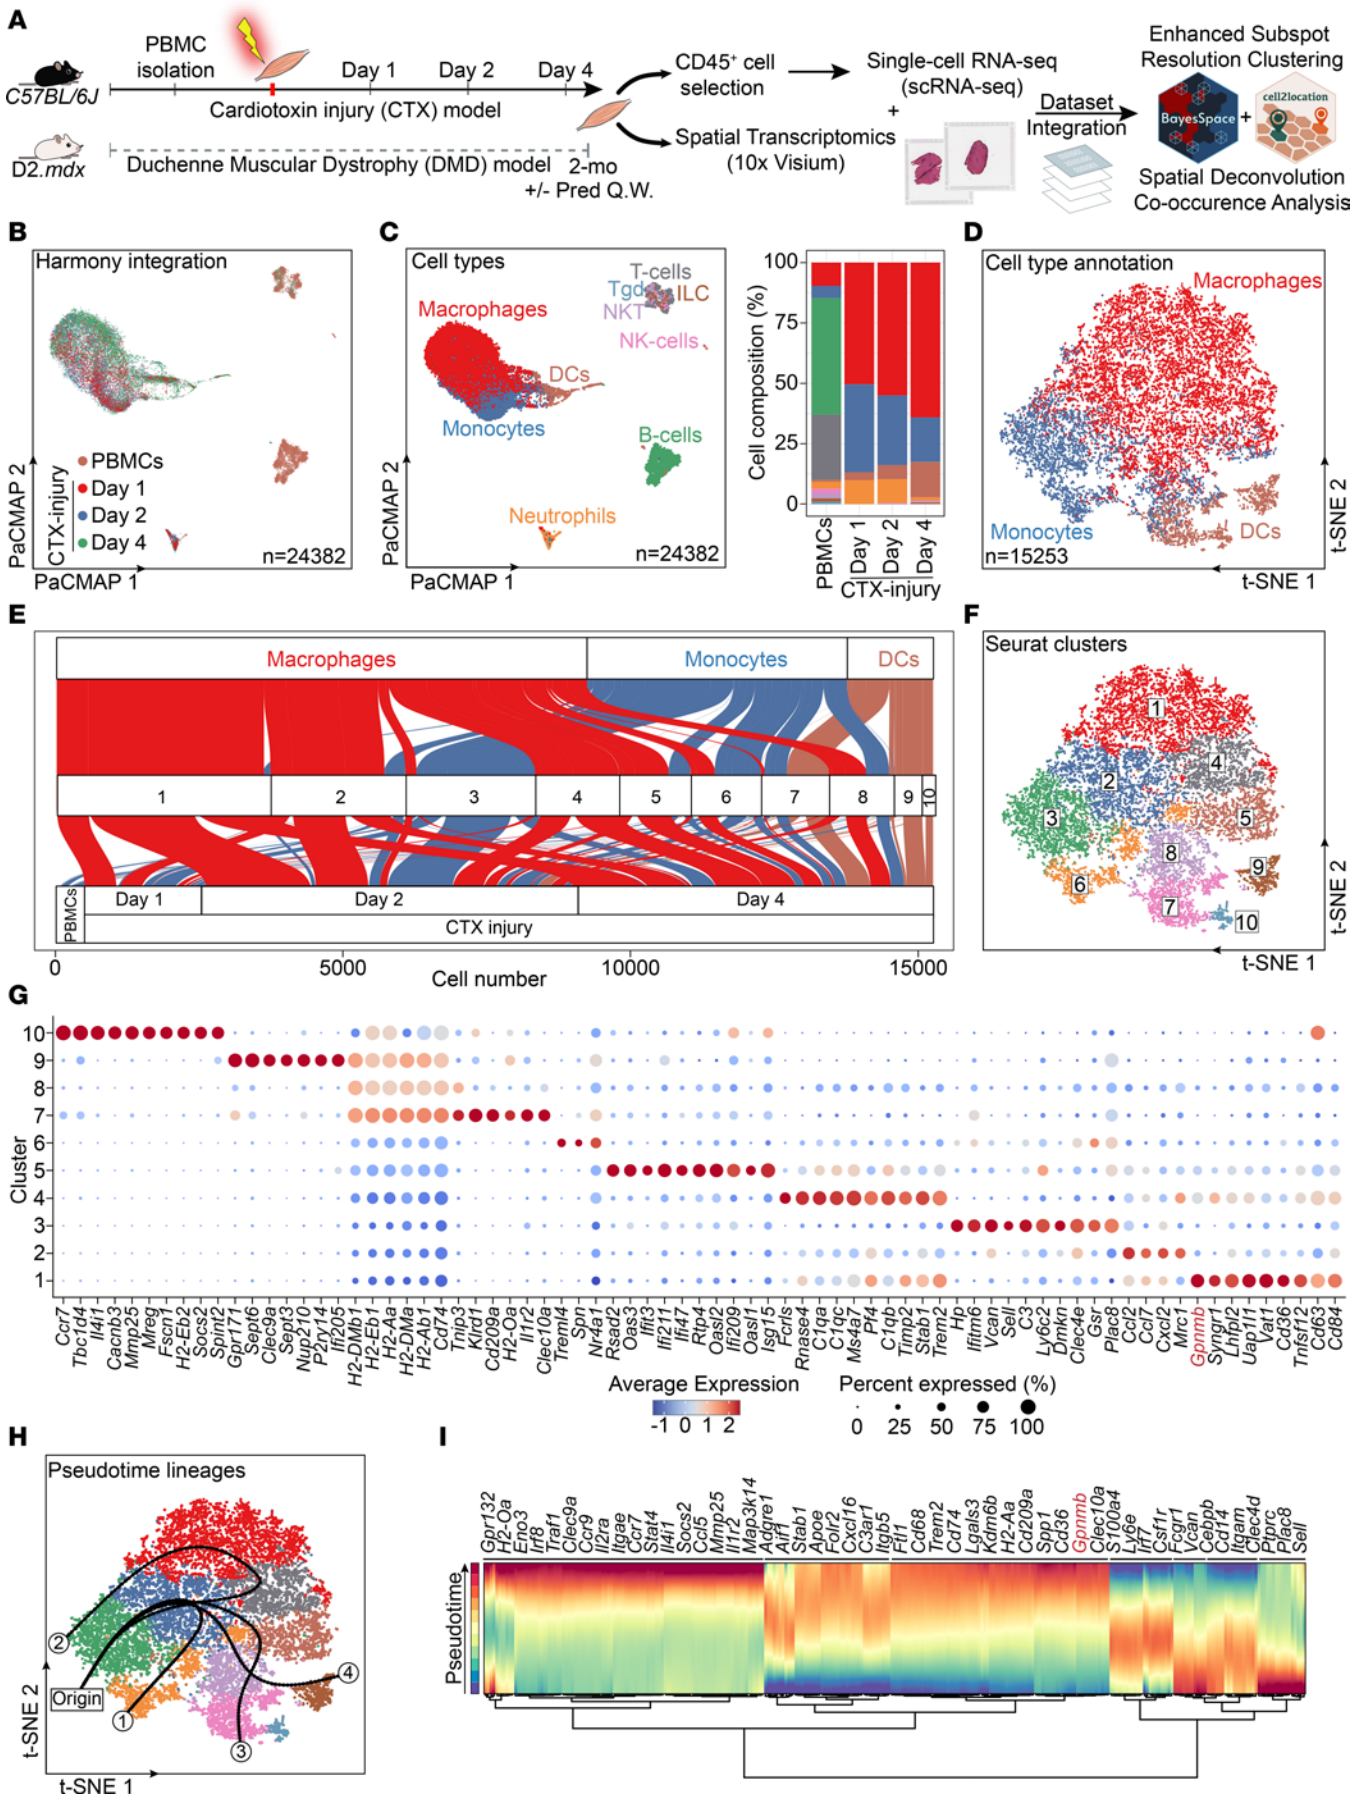 A
PBMC
isolation
Day 1
Day 2
Day 4
C57BL/6J
Cardiotoxin injury (CTX) model
D2.mdx
Duchenne Muscular Dystrophy (DMD) model
2-mo
+/- Pred Q.W.
CD45+ cell
selection
Spatial Transcriptomics
(10x Visium)
Single-cell RNA-seq
(scRNA-seq)
+
Dataset
Integration
Enhanced Subspot
Resolution Clustering
BayesSpace
+
cell2location
Spatial Deconvolution
Co-occurence Analysis
B
Harmony integration
PBMCs
Day 1
Day 2
Day 4
CTX-injury
n=24382
PaCMAP 1
PaCMAP 2
C
Cell types
T-cells
Tgd
ILC
NKT
NK-cells
Macrophages
DCs
Monocytes
B-cells
Neutrophils
n=24382
PaCMAP 1
PaCMAP 2
Cell composition (%)
100
75
50
25
0
PBMCs
Day 1
Day 2
Day 4
CTX-injury
D
Cell type annotation
Macrophages
Monocytes
DCs
n=15253
t-SNE 1
t-SNE 2
E
Macrophages
Monocytes
DCs
1
2
3
4
5
6
7
8
9
10
PBMCs
Day 1
Day 2
Day 4
CTX injury
0
5000
10000
15000
Cell number
F
Seurat clusters
1
2
3
4
5
6
7
8
9
10
t-SNE 1
t-SNE 2
G
Cluster
10
9
8
7
6
5
4
3
2
1
Ccr7
Tbc1d4
Il4i1
Cacnb3
Mmp25
Mreg
Fscn1
H2-Eb2
Socs2
Spint2
Gpr171
Sept6
Clec9a
Sept3
Nup210
P2ry14
Ifi205
H2-DMb1
H2-Eb1
H2-Aa
H2-DMa
H2-Ab1
Cd74
Tnip3
Klrd1
Cd209a
H2-Oa
Il1r2
Clec10a
Treml4
Spn
Nr4a1
Rsad2
Oas3
Ifit3
Ifi211
Ifi47
Rtp4
Oasl2
Ifi209
Oasl1
Isg15
Fcrls
Rnase4
C1qa
C1qc
Ms4a7
Pf4
C1qb
Timp2
Stab1
Trem2
Hp
Ifitm6
Vcan
Sell
C3
Ly6c2
Dmkn
Clec4e
Gsr
Plac8
Ccl2
Ccl7
Cxcl2
Mrc1
Gpnmb
Syngr1
Lhfpl2
Uap1l1
Vat1
Cd36
Tnfsf12
Cd63
Cd84
Average Expression
-1 0 1 2
Percent expressed (%)
0 25 50 75 100
H
Pseudotime lineages
Origin
1
2
3
4
t-SNE 1
t-SNE 2
I
Gpr132
H2-Oa
Eno3
Irf8
Traf1
Clec9a
Ccr9
Il2ra
Itgae
Ccr7
Stat4
Il4i1
Socs2
Ccl5
Mmp25
Il1r2
Map3k14
Adgre1
Aif1
Stab1
Apoe
Folr2
Cxcl16
C3ar1
Itgb5
Ftl1
Cd68
Trem2
Cd74
Lgals3
Kdm6b
H2-Aa
Cd209a
Spp1
Cd36
Gpnmb
Clec10a
S100a4
Ly6e
Irf7
Csf1r
Fcgr1
Vcan
Cebpb
Cd14
Itgam
Clec4d
Ptprc
Plac8
Sell
Pseudotime